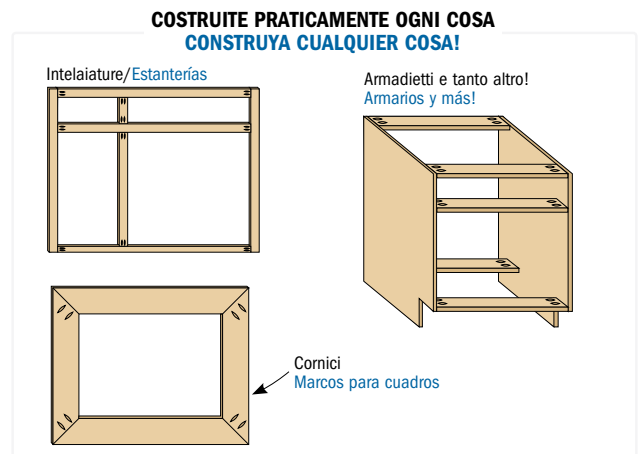 COSTRUITE PRATICAMENTE OGNI COSA
CONSTRUYA CUALQUIER COSA!
Intelaiature/Estanterías
Armadietti e tanto altro!
Armarios y más!
Cornici
Marcos para cuadros